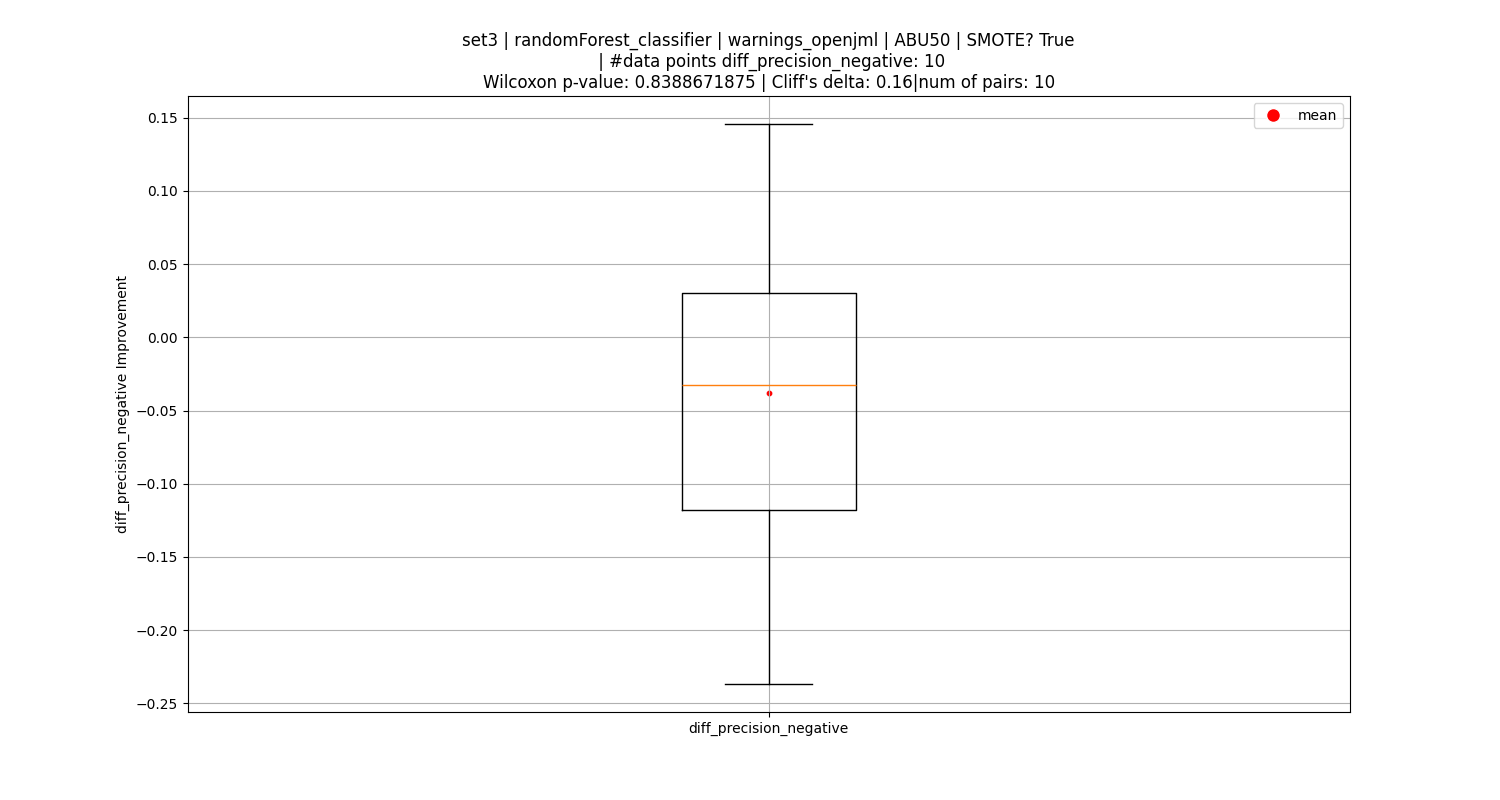 set3 | randomForest_classifier | warnings_openjml | ABU50 | SMOTE? True
| #data points diff_precision_negative: 10
Wilcoxon p-value: 0.8388671875 | Cliff's delta: 0.16|num of pairs: 10
mean
0.15
0.10
0.05
0.00
−0.05
−0.10
−0.15
−0.20
−0.25
diff_precision_negative Improvement
diff_precision_negative